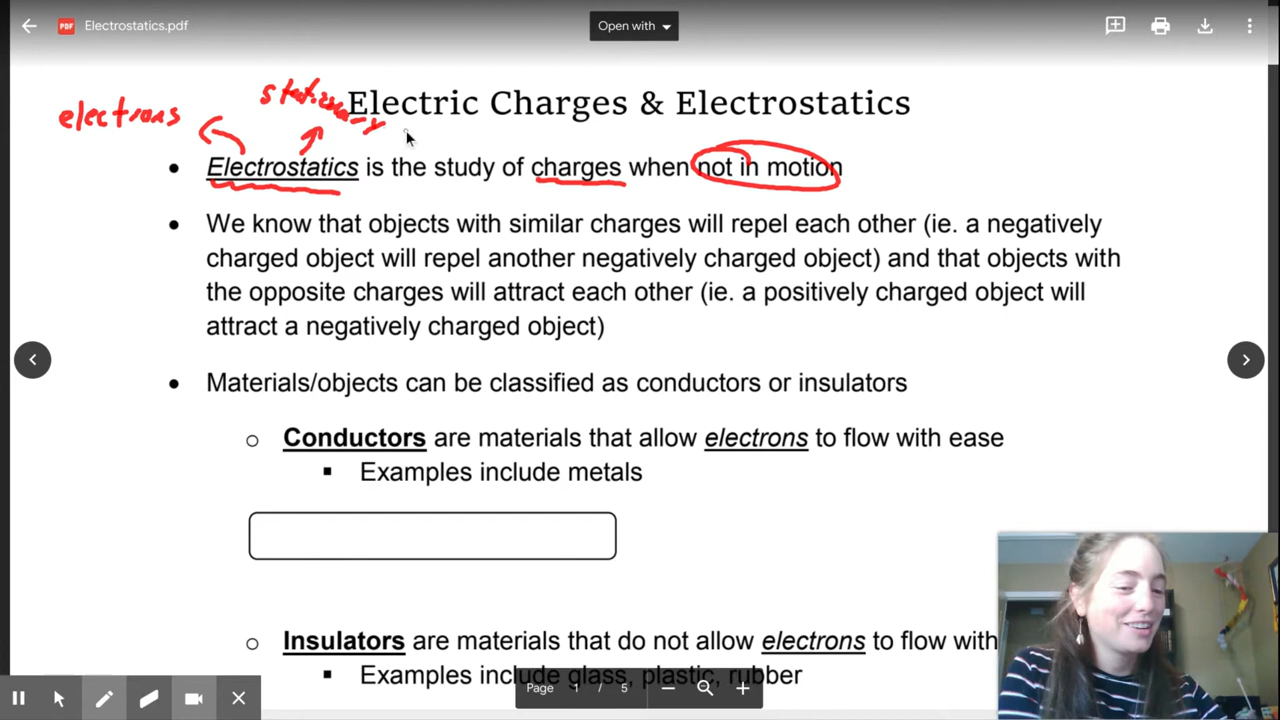 PDF Electrostatics.pdf
Open with
Electric Charges & Electrostatics
electrons
stationary
• Electrostatics is the study of charges when not in motion
• We know that objects with similar charges will repel each other (ie. a negatively
charged object will repel another negatively charged object) and that objects with
the opposite charges will attract each other (ie. a positively charged object will
attract a negatively charged object)
• Materials/objects can be classified as conductors or insulators
o Conductors are materials that allow electrons to flow with ease
▪ Examples include metals
o Insulators are materials that do not allow electrons to flow with
▪ Examples include glass, plastic, rubber
Page 1 / 5